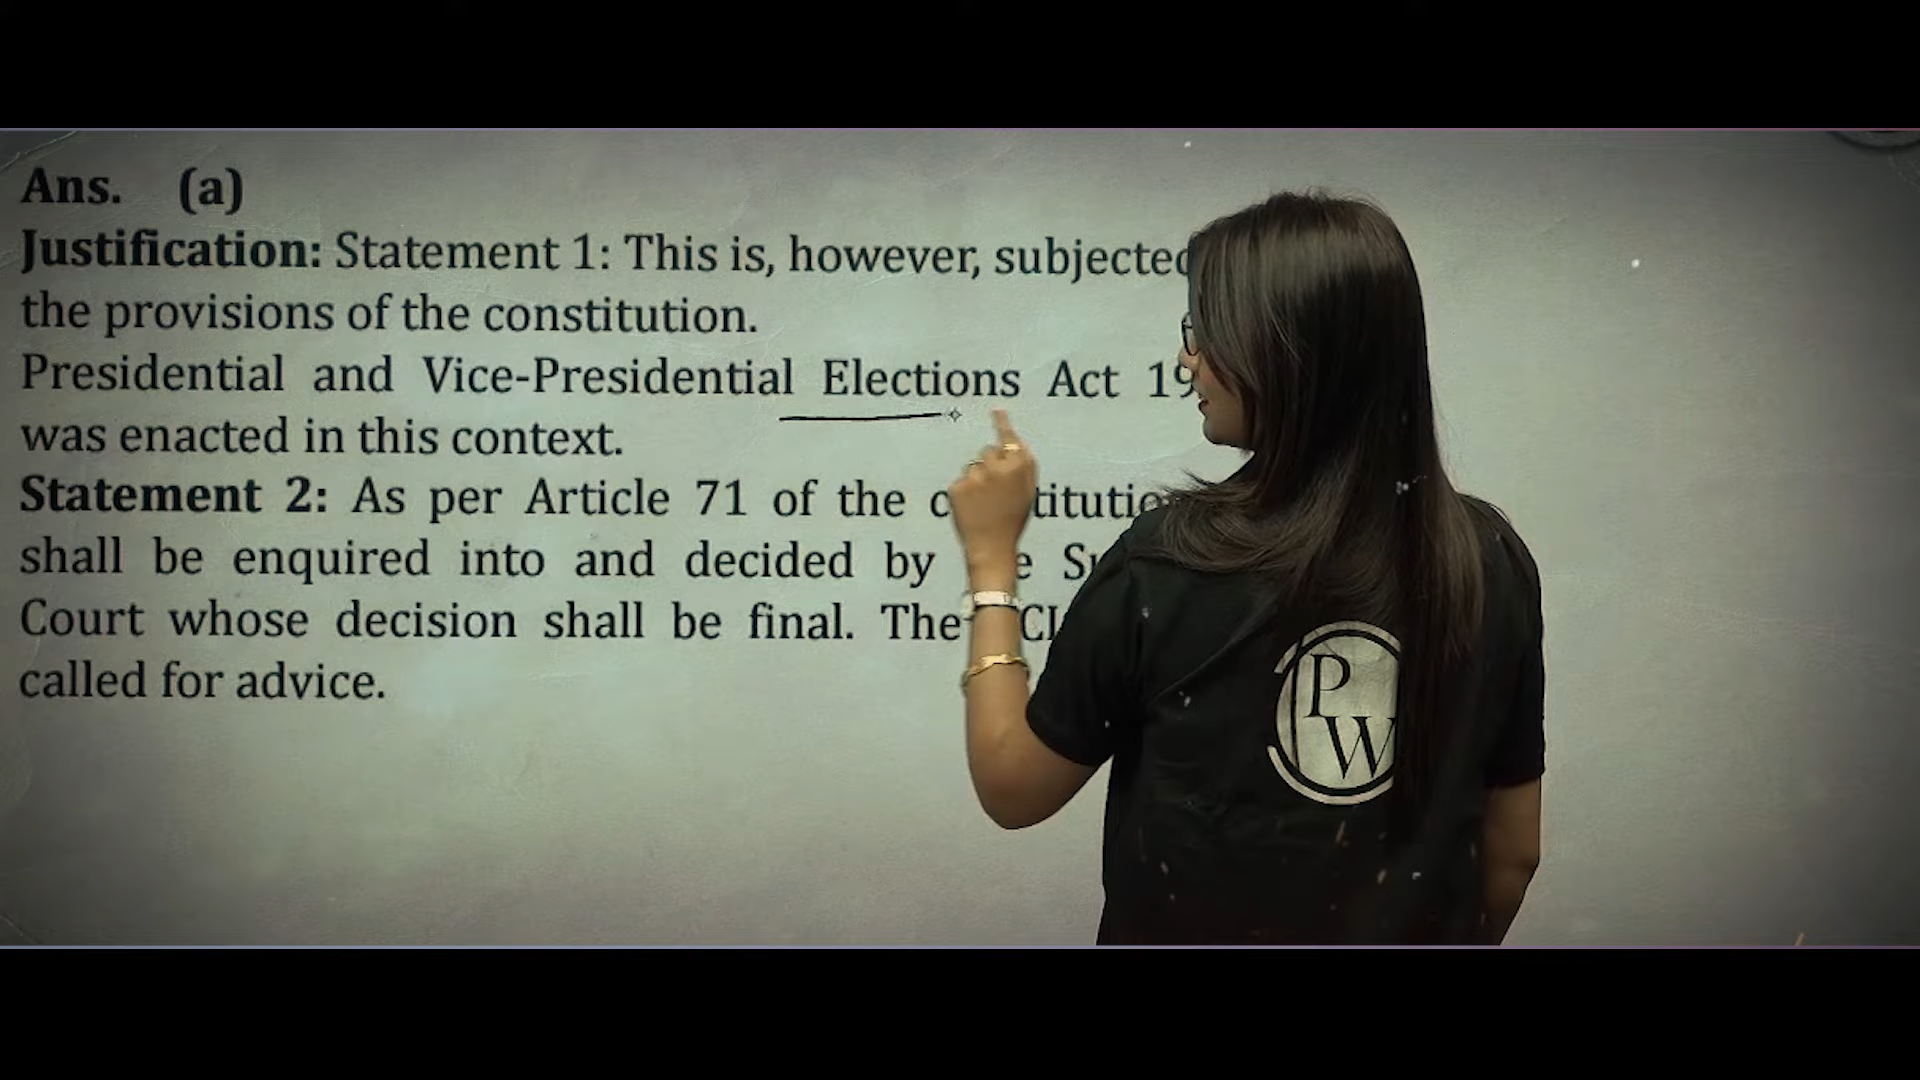 Ans. (a)
Justification: Statement 1: This is, however, subjected
the provisions of the constitution.
Presidential and Vice-Presidential Elections Act 19
was enacted in this context.
Statement 2: As per Article 71 of the
shall be enquired into and decided by
Court whose decision shall be final. The
called for advice.
P
W